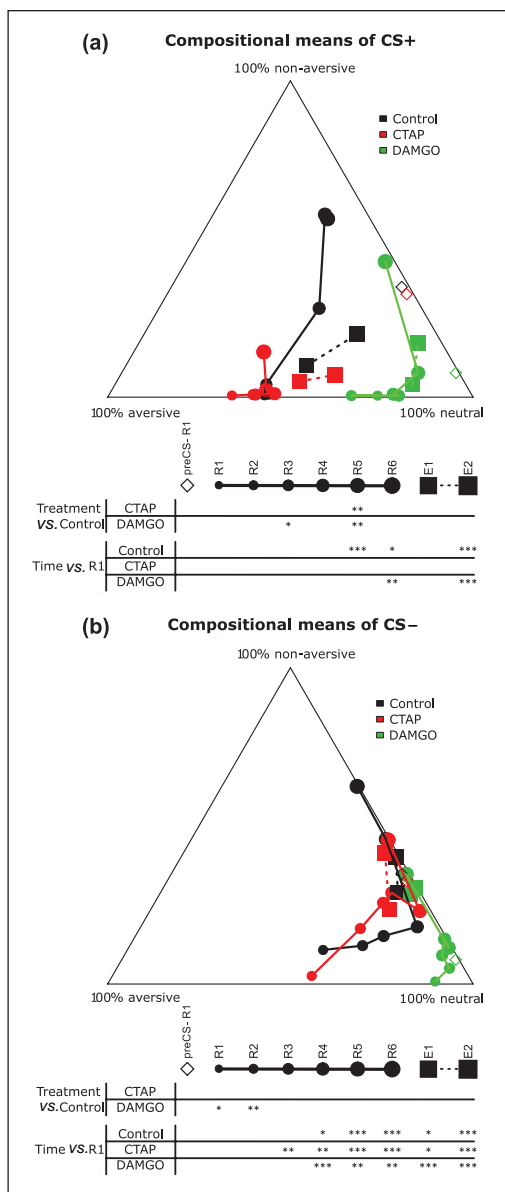 (a)
Compositional means of CS+
100% non-aversive
Control
CTAP
DAMGO
100% aversive
100% neutral
preCS- R1
R1
R2
R3
R4
R5
R6
E1
E2
Treatment CTAP **
VS. Control DAMGO * **
Control *** * ***
Time VS. R1 CTAP
DAMGO ** ***
(b)
Compositional means of CS−
100% non-aversive
Control
CTAP
DAMGO
100% aversive
100% neutral
preCS- R1
R1
R2
R3
R4
R5
R6
E1
E2
Treatment CTAP
VS. Control DAMGO * **
Control * *** *** * ***
Time VS. R1 CTAP ** ** *** *** * ***
DAMGO *** ** ** *** ***